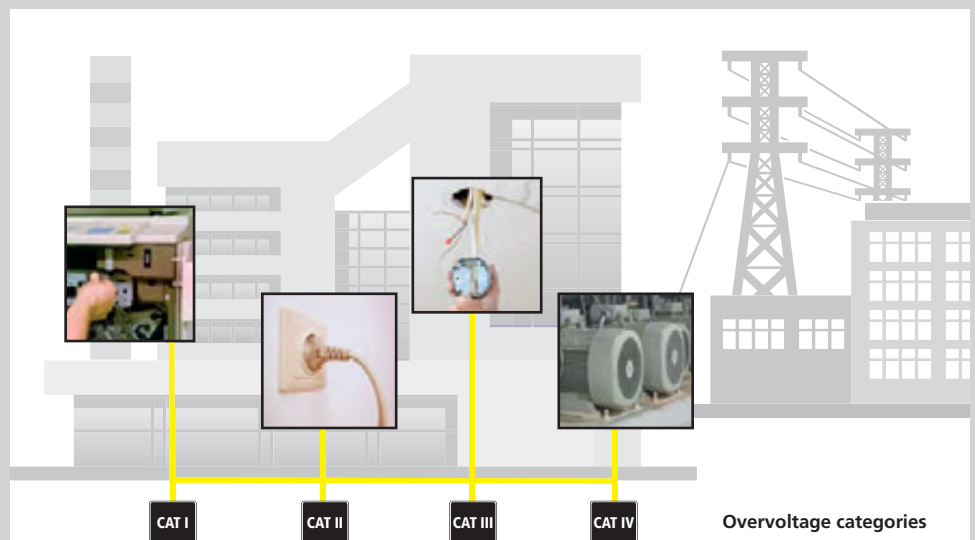 CAT I
CAT II
CAT III
CAT IV
Overvoltage categories